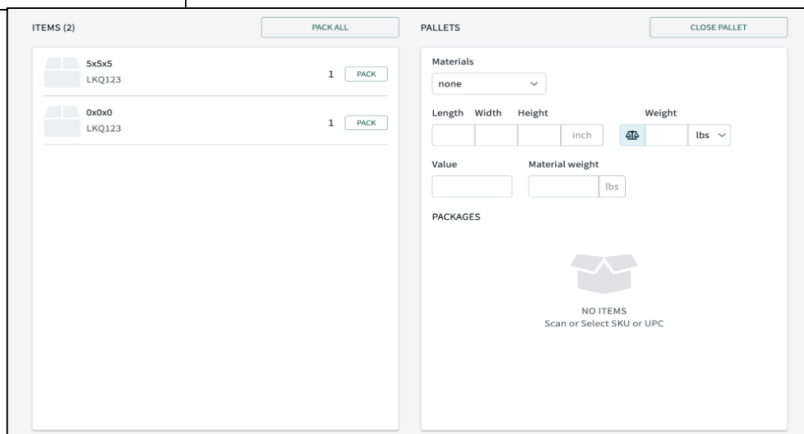 ITEMS (2)
PACK ALL
5x5x5
LKQ123
1
PACK
0x0x0
LKQ123
1
PACK
PALLETS
CLOSE PALLET
Materials
none
Length Width Height Weight
inch lbs
Value Material weight
lbs
PACKAGES
NO ITEMS
Scan or Select SKU or UPC